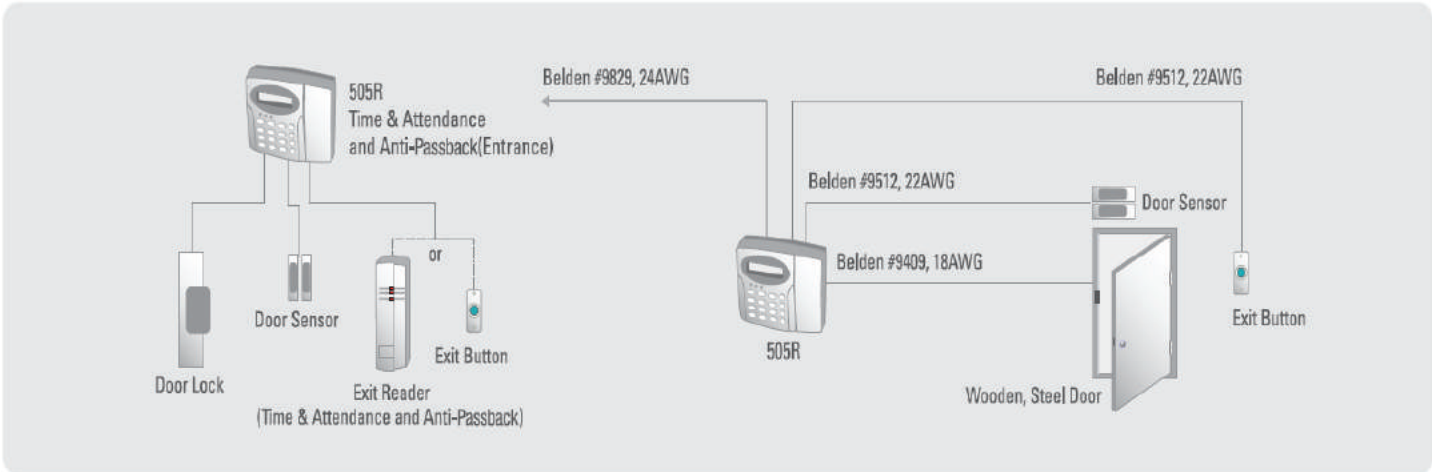 505R
Time & Attendance
and Anti-Passback(Entrance)
Door Lock
Door Sensor
or
Exit Reader
(Time & Attendance and Anti-Passback)
Exit Button
Belden #9829, 24AWG
Belden #9512, 22AWG
Belden #9512, 22AWG
Door Sensor
Belden #9409, 18AWG
505R
Wooden, Steel Door
Exit Button